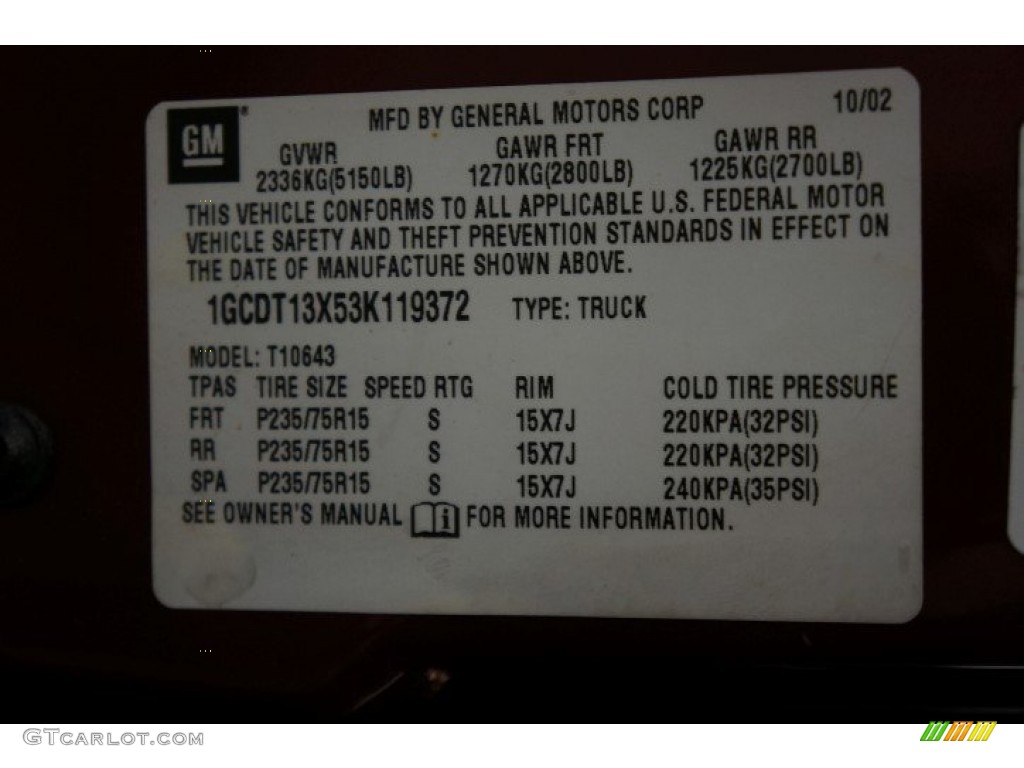 GM
MFD BY GENERAL MOTORS CORP 10/02
GVWR GAWR FRT GAWR RR
2336KG(5150LB) 1270KG(2800LB) 1225KG(2700LB)
THIS VEHICLE CONFORMS TO ALL APPLICABLE U.S. FEDERAL MOTOR
VEHICLE SAFETY AND THEFT PREVENTION STANDARDS IN EFFECT ON
THE DATE OF MANUFACTURE SHOWN ABOVE.
1GCDT13X53K119372 TYPE: TRUCK
MODEL: T10643
TPAS TIRE SIZE SPEED RTG RIM COLD TIRE PRESSURE
FRT P235/75R15 S 15X7J 220KPA(32PSI)
RR P235/75R15 S 15X7J 220KPA(32PSI)
SPA P235/75R15 S 15X7J 240KPA(35PSI)
SEE OWNER'S MANUAL FOR MORE INFORMATION.
GTCARLOT.COM